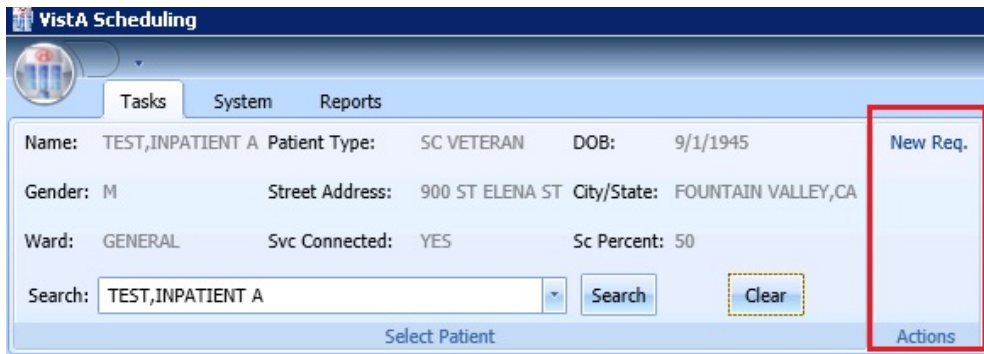 VistA Scheduling
Tasks System Reports
Name: TEST,INPATIENT A Patient Type: SC VETERAN DOB: 9/1/1945 New Req.
Gender: M Street Address: 900 ST ELENA ST City/State: FOUNTAIN VALLEY,CA
Ward: GENERAL Svc Connected: YES Sc Percent: 50
Search: TEST,INPATIENT A Search Clear
Select Patient Actions